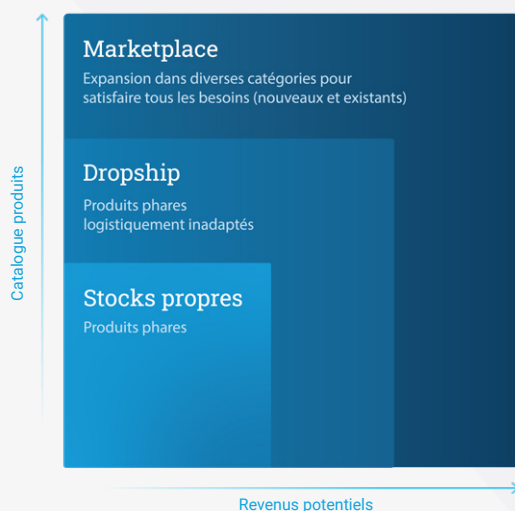 Marketplace
Expansion dans diverses catégories pour
satisfaire tous les besoins (nouveaux et existants)
Dropship
Produits phares
logistiquement inadaptés
Stocks propres
Produits phares
Catalogue produits
Revenus potentiels